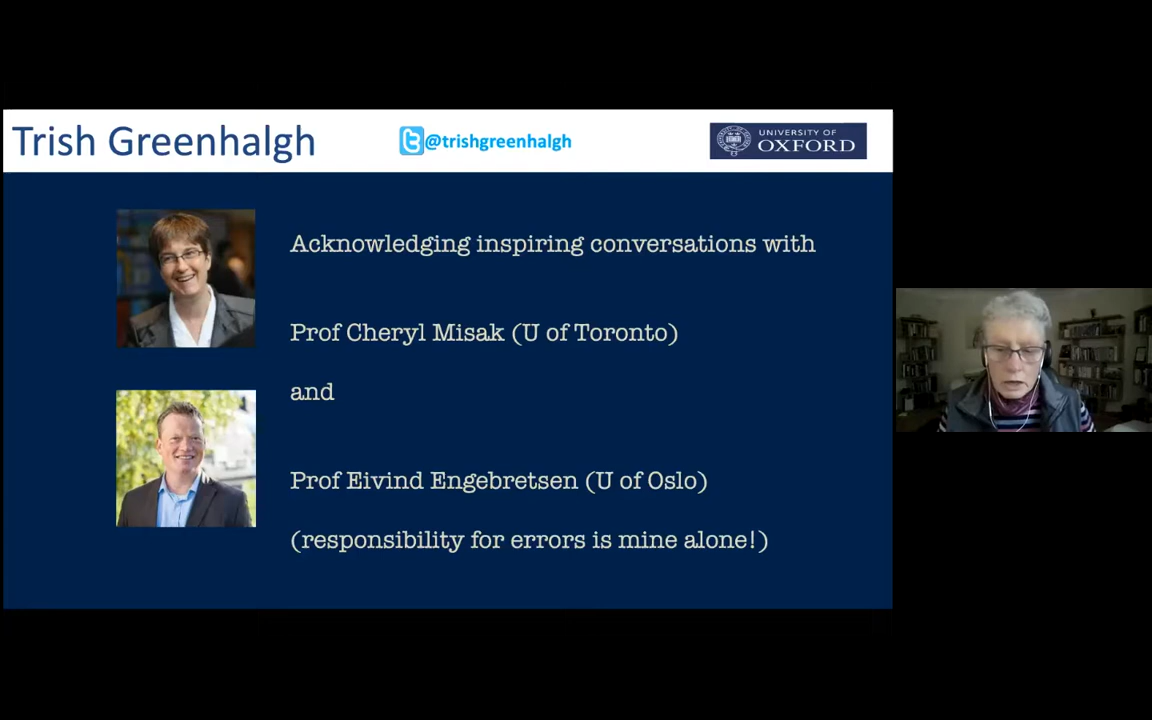 Trish Greenhalgh
@trishgreenhalgh
UNIVERSITY OF
OXFORD
Acknowledging inspiring conversations with
Prof Cheryl Misak (U of Toronto)
and
Prof Eivind Engebretsen (U of Oslo)
(responsibility for errors is mine alone!)